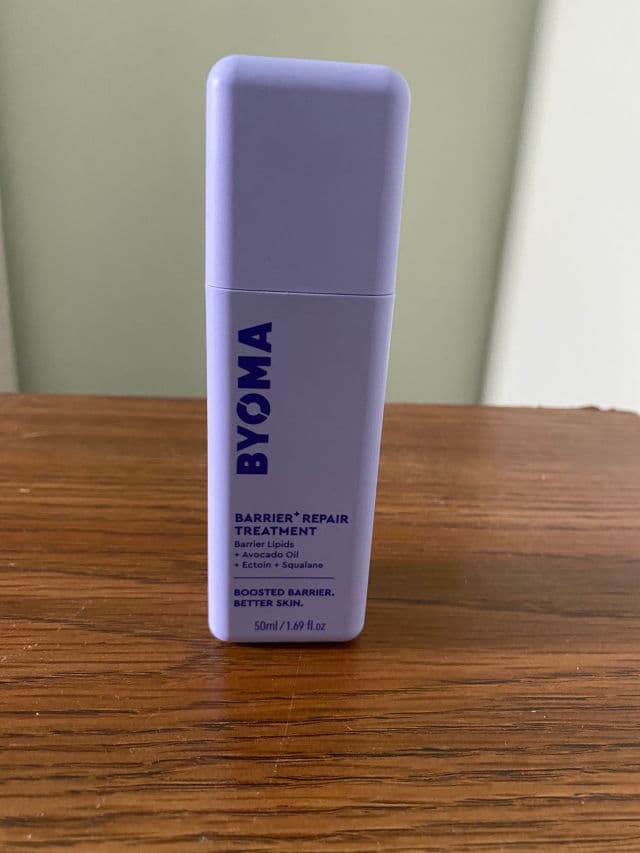 BYOMA
BARRIER+ REPAIR
TREATMENT
Barrier Lipids
+ Avocado Oil
+ Ectoin + Squalane
BOOSTED BARRIER.
BETTER SKIN.
50ml/1.69 fl.oz